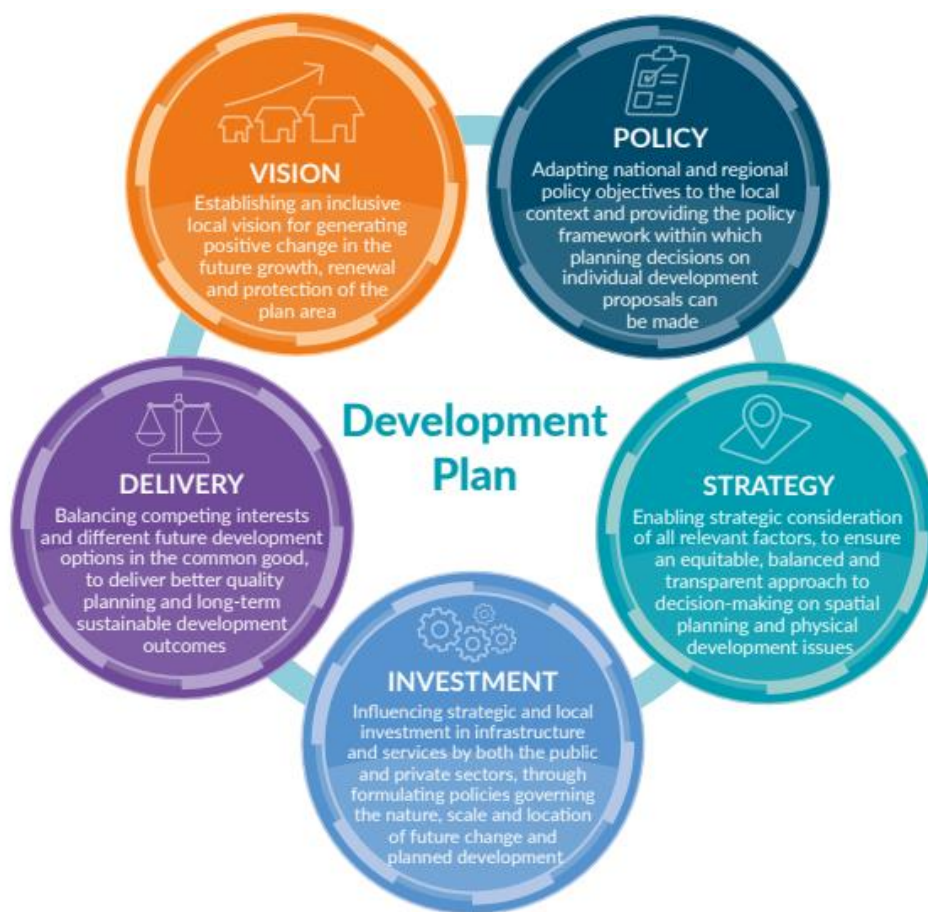 VISION
Establishing an inclusive
local vision for generating
positive change in the
future growth, renewal
and protection of the
plan area
POLICY
Adapting national and regional
policy objectives to the local
context and providing the policy
framework within which
planning decisions on
individual development
proposals can
be made
Development
Plan
DELIVERY
Balancing competing interests
and different future development
options in the common good,
to deliver better quality
planning and long-term
sustainable development
outcomes
STRATEGY
Enabling strategic consideration
of all relevant factors, to ensure
an equitable, balanced and
transparent approach to
decision-making on spatial
planning and physical
development issues
INVESTMENT
Influencing strategic and local
investment in infrastructure
and services by both the public
and private sectors, through
formulating policies governing
the nature, scale and location
of future change and
planned development